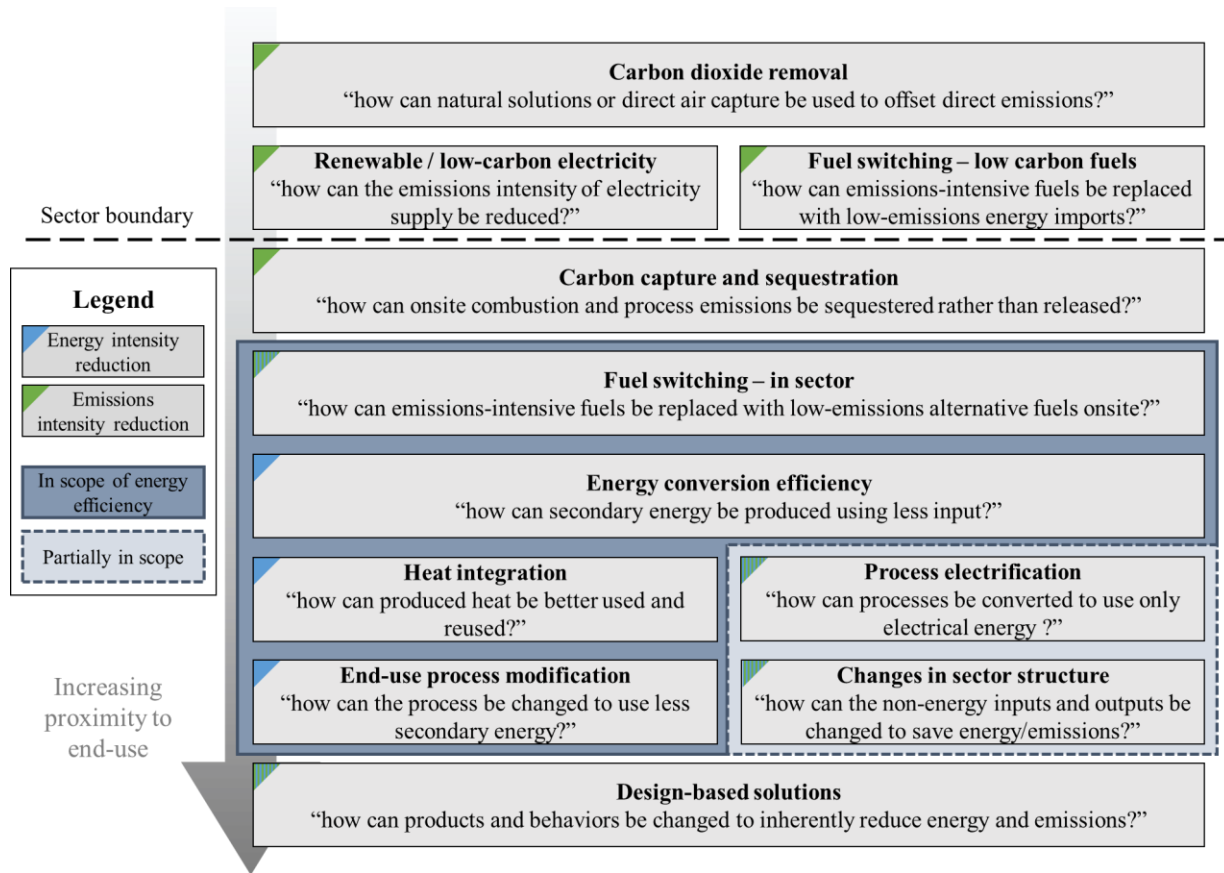 Carbon dioxide removal
“how can natural solutions or direct air capture be used to offset direct emissions?”
Renewable / low-carbon electricity
“how can the emissions intensity of electricity
supply be reduced?”
Fuel switching – low carbon fuels
“how can emissions-intensive fuels be replaced
with low-emissions energy imports?”
Sector boundary
Carbon capture and sequestration
“how can onsite combustion and process emissions be sequestered rather than released?”
Legend
Energy intensity
reduction
Emissions
intensity reduction
In scope of energy
efficiency
Partially in scope
Fuel switching – in sector
“how can emissions-intensive fuels be replaced with low-emissions alternative fuels onsite?”
Energy conversion efficiency
“how can secondary energy be produced using less input?”
Heat integration
“how can produced heat be better used and
reused?”
Process electrification
“how can processes be converted to use only
electrical energy ?”
End-use process modification
“how can the process be changed to use less
secondary energy?”
Changes in sector structure
“how can the non-energy inputs and outputs be
changed to save energy/emissions?”
Increasing
proximity to
end-use
Design-based solutions
“how can products and behaviors be changed to inherently reduce energy and emissions?”